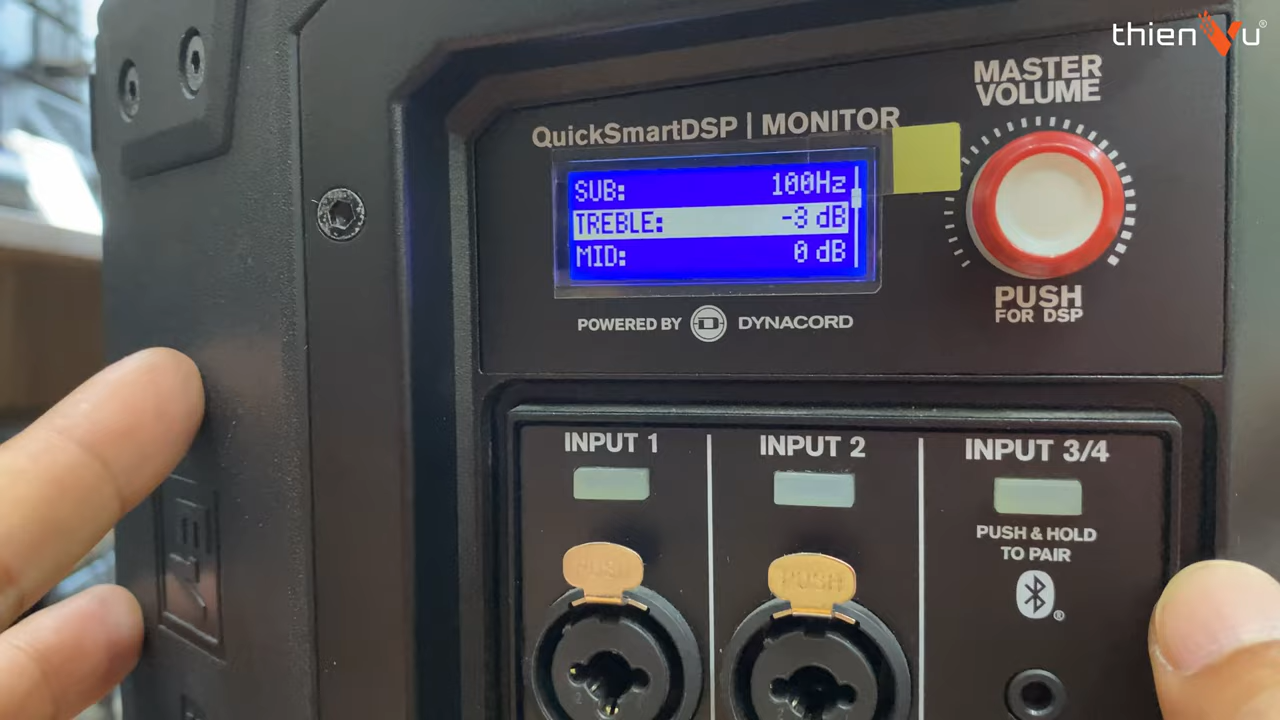 thienVu®
MASTER
VOLUME
QuickSmartDSP | MONITOR
SUB: 100Hz
TREBLE: -3 dB
MID: 0 dB
POWERED BY D DYNACORD
PUSH
FOR DSP
INPUT 1
INPUT 2
INPUT 3/4
PUSH & HOLD
TO PAIR
®
PUSH
PUSH